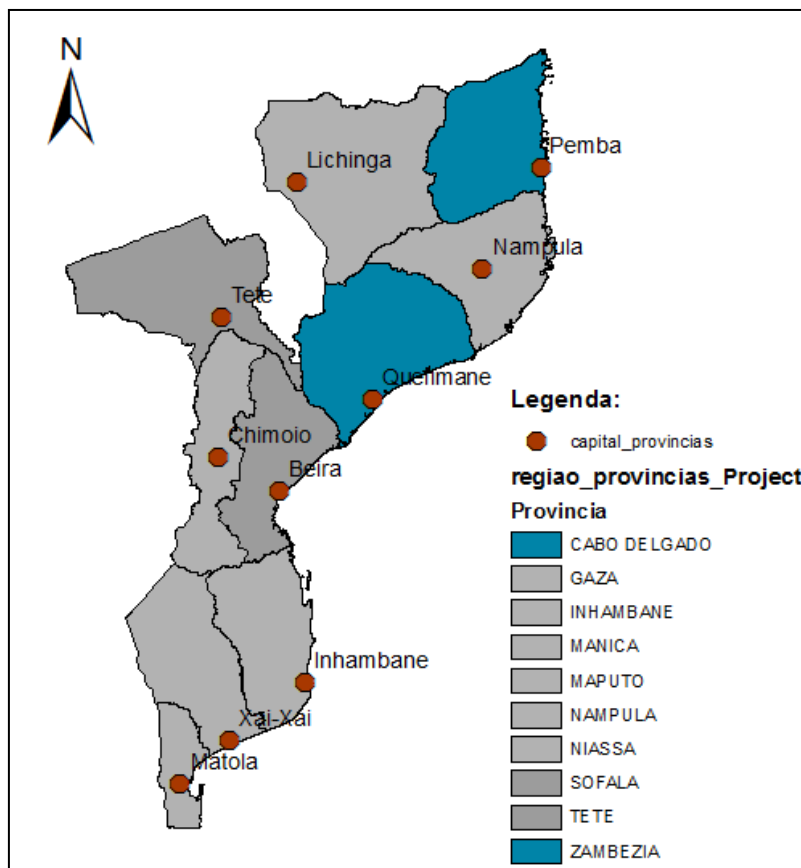 N
Pemba
Lichinga
Nampula
Tete
Quelimane
Chimoio
Beira
Inhambane
Xai-Xai
Matola
Legenda:
capital_provincias
regiao_provincias_Project
Provincia
CABO DELGADO
GAZA
INHAMBANE
MANICA
MAPUTO
NAMPULA
NIASSA
SOFALA
TETE
ZAMBEZIA